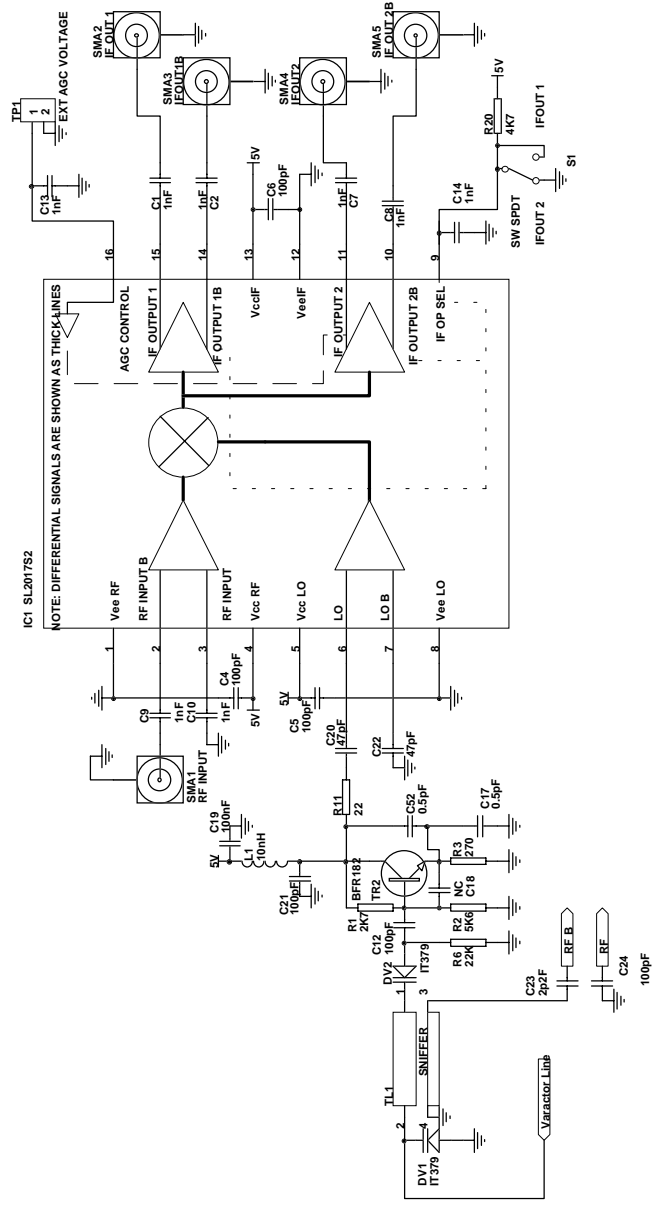 IC1 SL2017S2
NOTE: DIFFERENTIAL SIGNALS ARE SHOWN AS THICK LINES
TP1
1
2
EXT AGC VOLTAGE
C13
1nF
16
AGC CONTROL
SMA2
IF OUT 1
C1
1nF
15
IF OUTPUT 1
SMA3
IFOUT1B
1nF
C2
14
IF OUTPUT 1B
5V
C6
100pF
13
VccIF
12
VeeIF
SMA4
IFOUT2
1nF
C7
11
IF OUTPUT 2
SMA5
IF OUT 2B
C8
1nF
10
IF OUTPUT 2B
9
IF OP SEL
C14
1nF
5V
R20
4K7
IFOUT 1
S1
SW SPDT
IFOUT 2
1
Vee RF
2
RF INPUT B
3
RF INPUT
4
Vcc RF
5
Vcc LO
6
LO
7
LO B
8
Vee LO
SMA1
RF INPUT
C9
1nF
C10
1nF
C4
100pF
5V
5V
C5
100pF
C20
47pF
C22
47pF
R11
22
C19
100nF
5V
L1
10nH
C21
100pF
C52
0.5pF
C17
0.5pF
BFR182
TR2
R1
2K7
C12
100pF
NC
C18
R3
270
R2
5K6
R6
22K
DV2
IT379
1
3
TL1
SNIFFER
2
4
DV1
IT379
C23
2p2F
RF B
RF
C24
100pF
Varactor Line